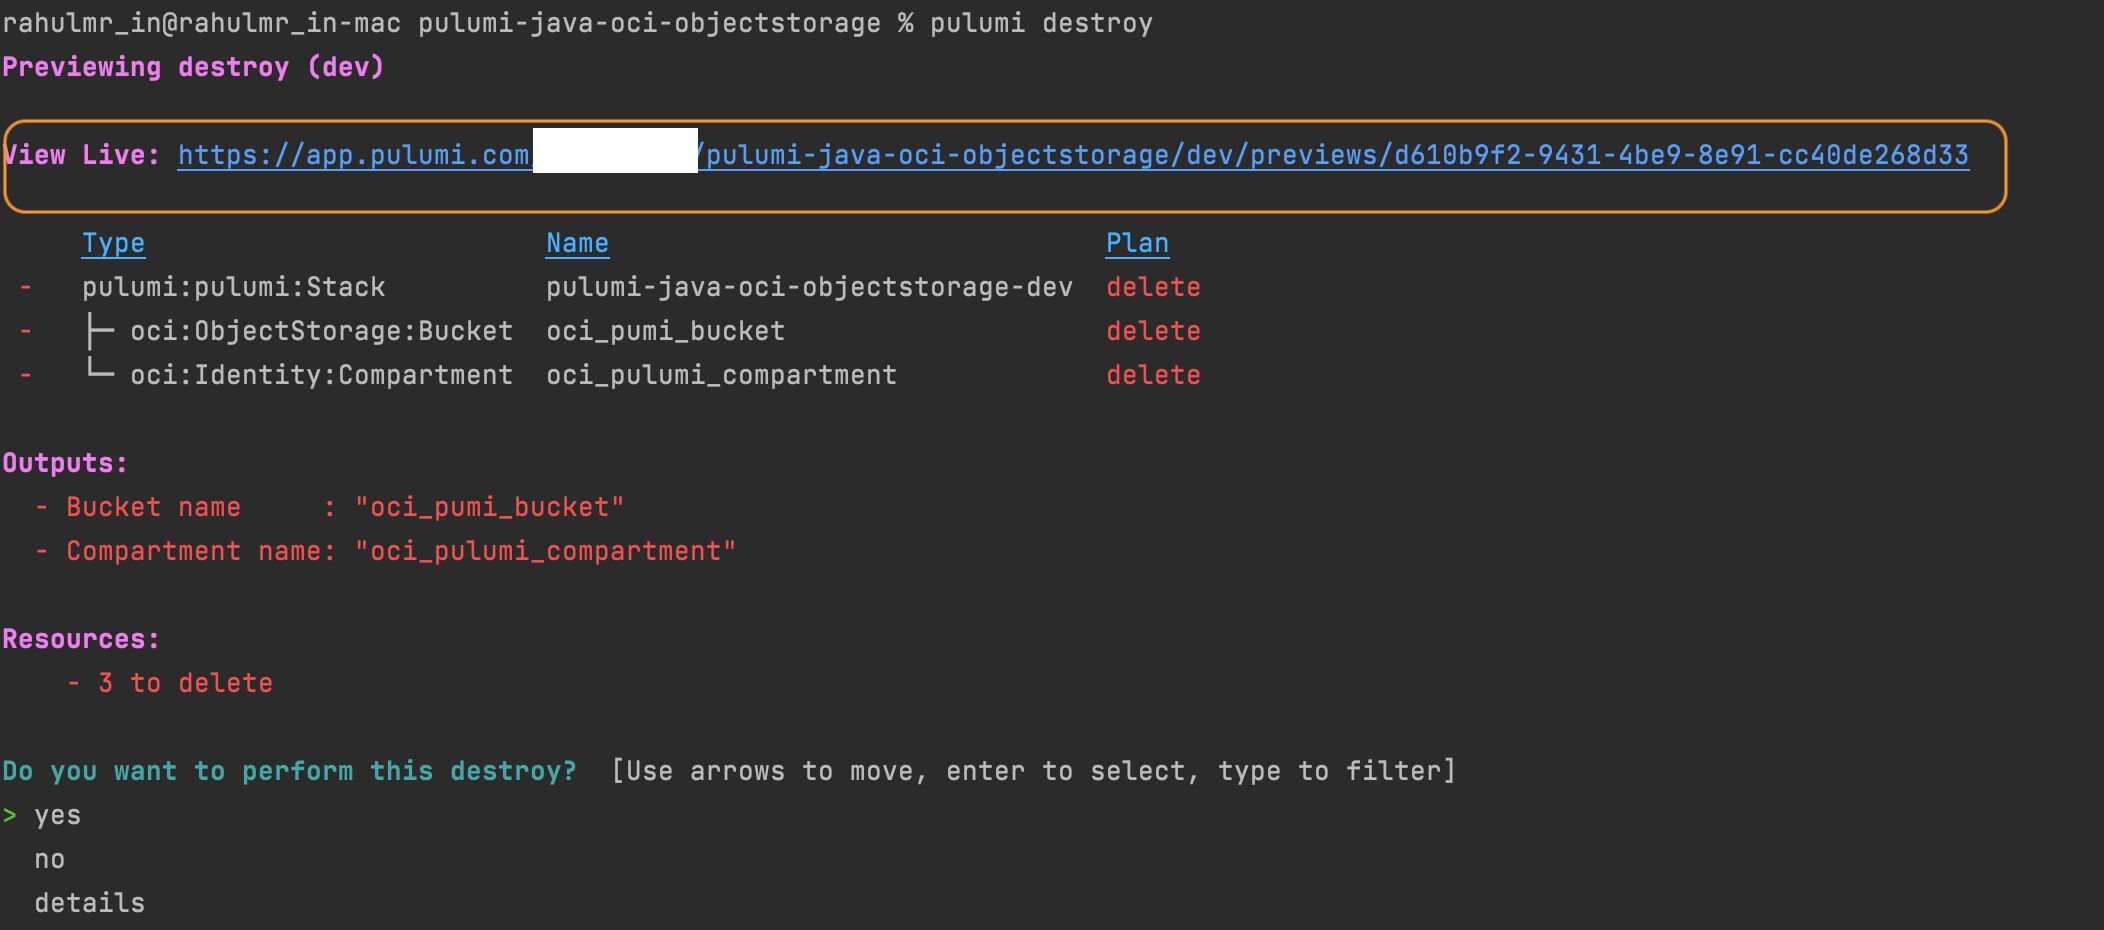 rahulmr_in@rahulmr_in-mac pulumi-java-oci-objectstorage % pulumi destroy
Previewing destroy (dev)
View Live: https://app.pulumi.com/pulumi-java-oci-objectstorage/dev/previews/d610b9f2-9431-4be9-8e91-cc40de268d33
Type Name Plan
- pulumi:pulumi:Stack pulumi-java-oci-objectstorage-dev delete
- ├─ oci:ObjectStorage:Bucket oci_pumi_bucket delete
- └─ oci:Identity:Compartment oci_pulumi_compartment delete
Outputs:
- Bucket name : "oci_pumi_bucket"
- Compartment name: "oci_pulumi_compartment"
Resources:
- 3 to delete
Do you want to perform this destroy? [Use arrows to move, enter to select, type to filter]
> yes
no
details